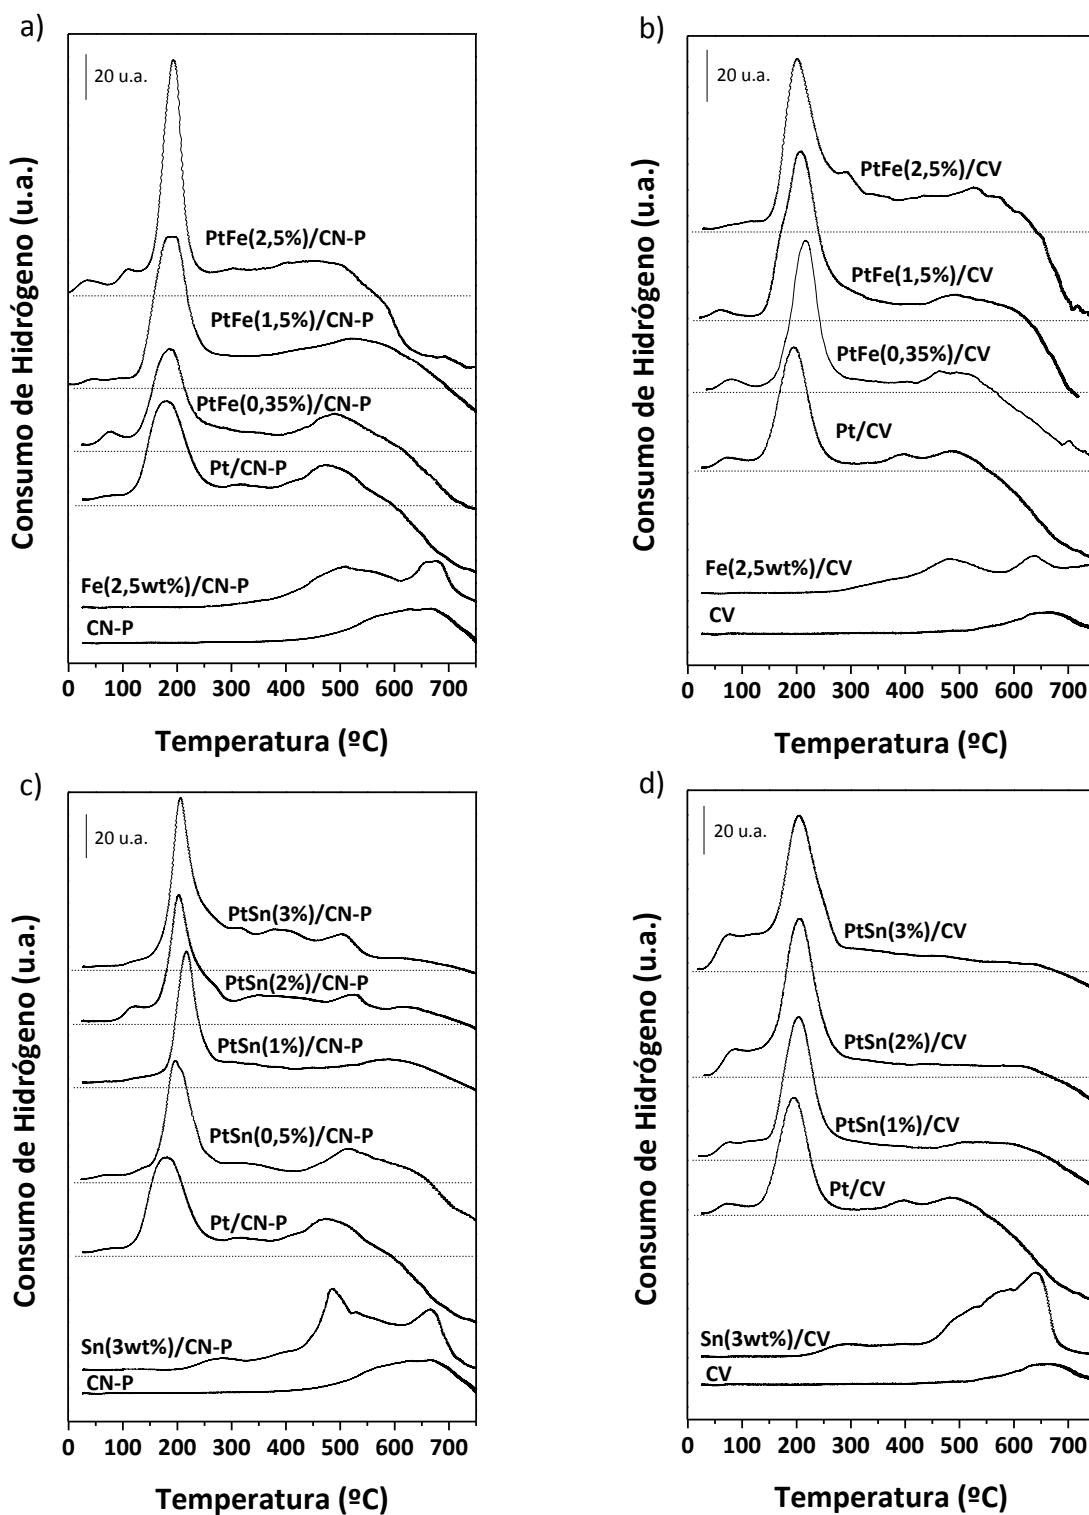 a)
20 u.a.
PtFe(2,5%)/CN-P
PtFe(1,5%)/CN-P
PtFe(0,35%)/CN-P
Pt/CN-P
Fe(2,5wt%)/CN-P
CN-P
Consumo de Hidrógeno (u.a.)
0 100 200 300 400 500 600 700
Temperatura (ºC)
b)
20 u.a.
PtFe(2,5%)/CV
PtFe(1,5%)/CV
PtFe(0,35%)/CV
Pt/CV
Fe(2,5wt%)/CV
CV
Consumo de Hidrógeno (u.a.)
0 100 200 300 400 500 600 700
Temperatura (ºC)
c)
20 u.a.
PtSn(3%)/CN-P
PtSn(2%)/CN-P
PtSn(1%)/CN-P
PtSn(0,5%)/CN-P
Pt/CN-P
Sn(3wt%)/CN-P
CN-P
Consumo de Hidrógeno (u.a.)
0 100 200 300 400 500 600 700
Temperatura (ºC)
d)
20 u.a.
PtSn(3%)/CV
PtSn(2%)/CV
PtSn(1%)/CV
Pt/CV
Sn(3wt%)/CV
CV
Consumo de Hidrógeno (u.a.)
0 100 200 300 400 500 600 700
Temperatura (ºC)